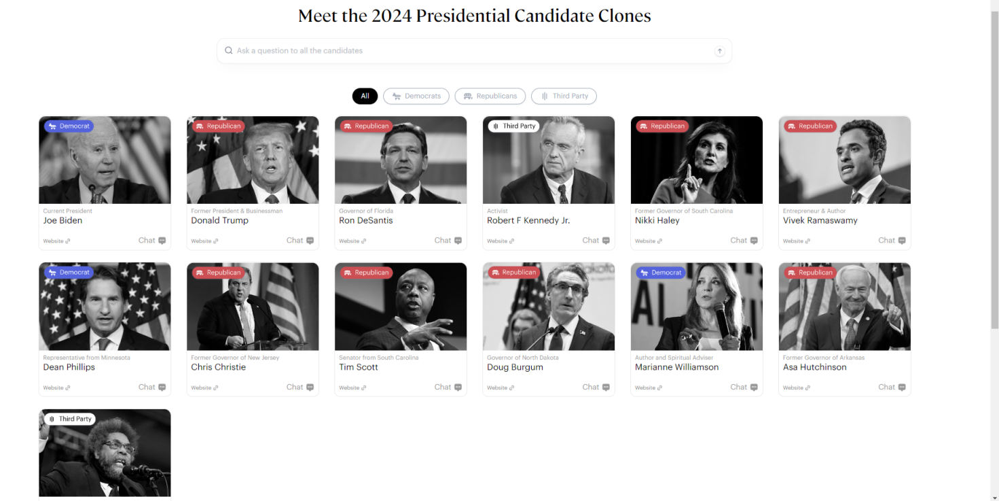 Meet the 2024 Presidential Candidate Clones
Ask a question to all the candidates
All Democrats Republicans Third Party
Democrat Republican Republican Third Party Republican Republican
Current President Former President & Businessman Governor of Florida Activist Former Governor of South Carolina Entrepreneur & Author
Joe Biden Donald Trump Ron DeSantis Robert F Kennedy Jr. Nikki Haley Vivek Ramaswamy
Website Chat Website Chat Website Chat Website Chat Website Chat Website Chat
Democrat Republican Republican Republican Democrat Republican
Representative from Minnesota Former Governor of New Jersey Senator from South Carolina Governor of North Dakota Author and Spiritual Adviser Former Governor of Arkansas
Dean Phillips Chris Christie Tim Scott Doug Burgum Marianne Williamson Asa Hutchinson
Website Chat Website Chat Website Chat Website Chat Website Chat Website Chat
Third Party